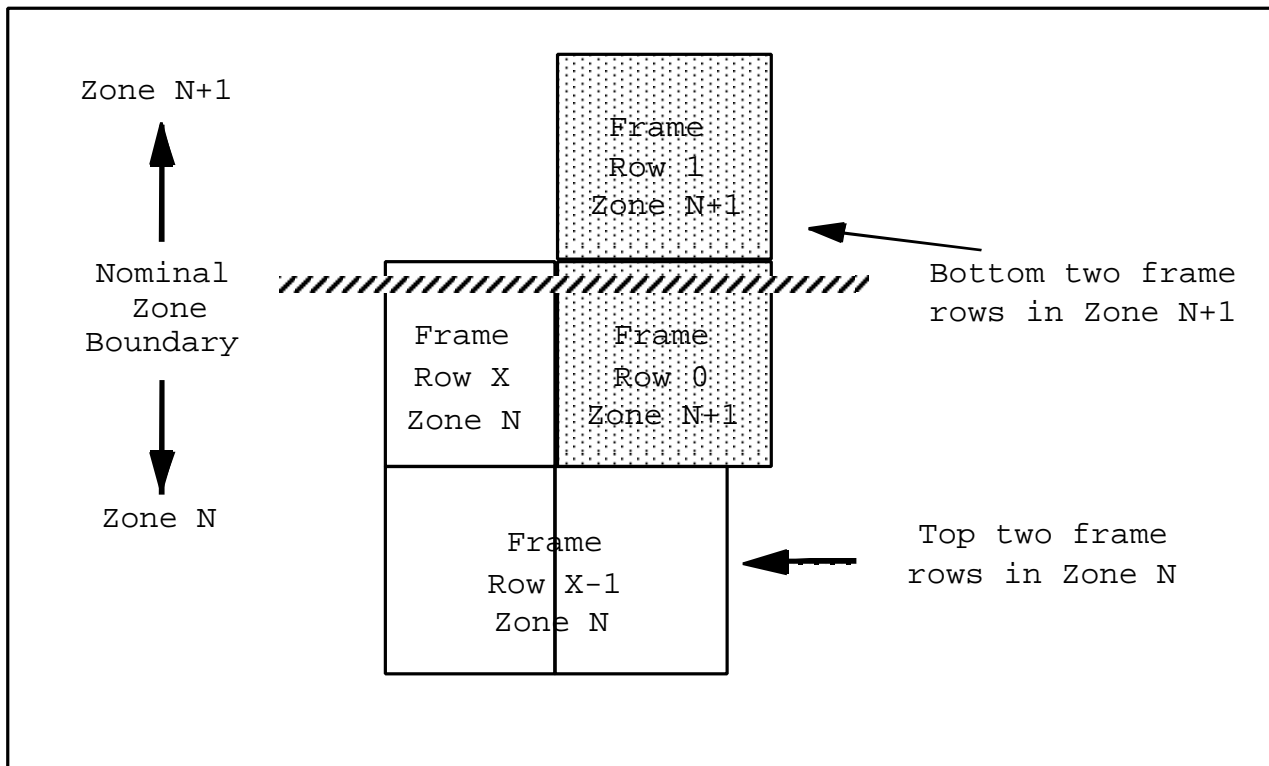 Zone N+1
Nominal
Zone
Boundary
Zone N
Frame
Row 1
Zone N+1
Frame
Row X
Zone N
Frame
Row 0
Zone N+1
Frame
Row X-1
Zone N
Bottom two frame
rows in Zone N+1
Top two frame
rows in Zone N